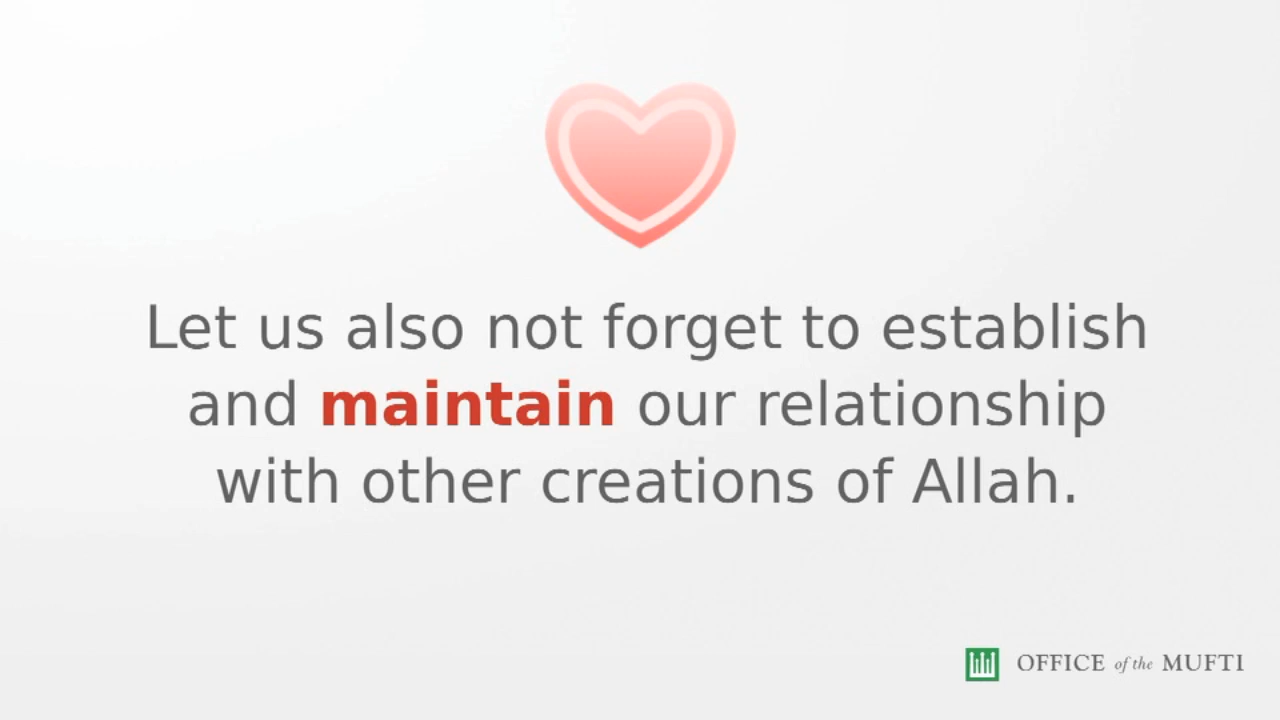 Let us also not forget to establish
and maintain our relationship
with other creations of Allah.
OFFICE of the MUFTI